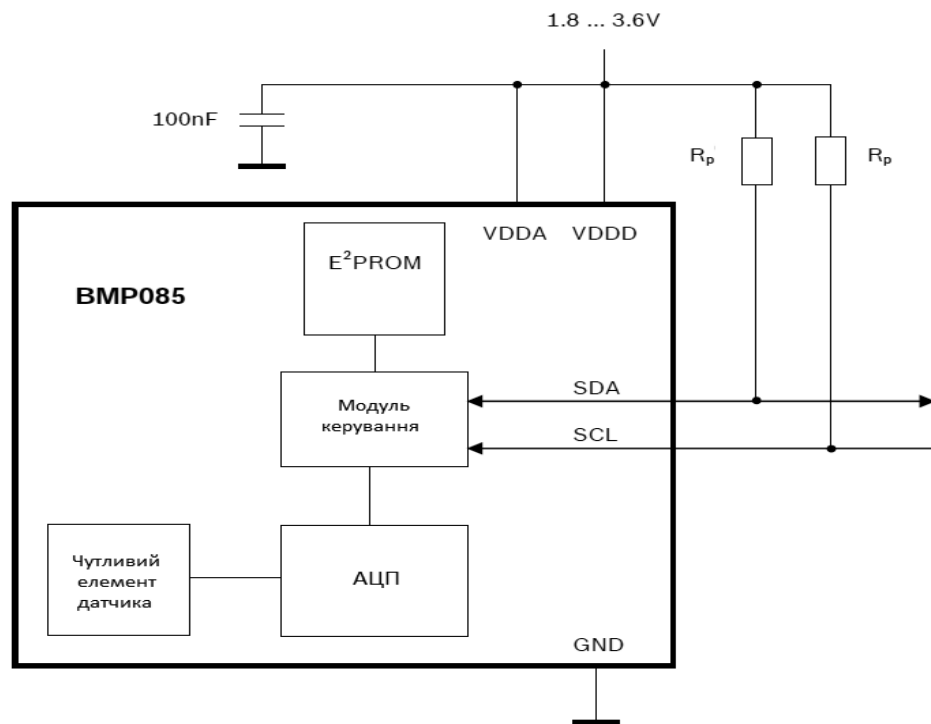 1.8 ... 3.6V
100nF
Rp
Rp
VDDA VDDD
E²PROM
BMP085
SDA
Модуль
керування
SCL
Чутливий
елемент
датчика
АЦП
GND